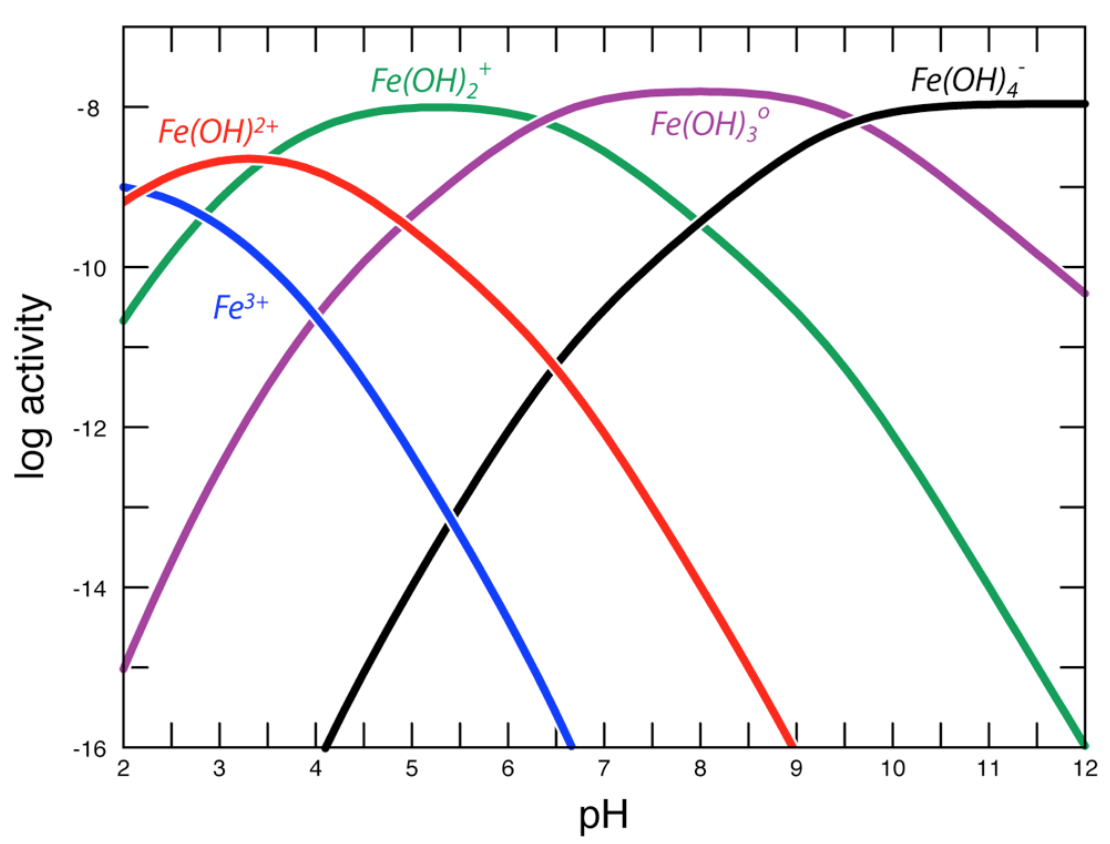 Fe(OH)₄⁻
Fe(OH)₂⁺
Fe(OH)²⁺
Fe(OH)₃⁰
Fe³⁺
-8
-10
-12
-14
-16
log activity
2 3 4 5 6 7 8 9 10 11 12
pH